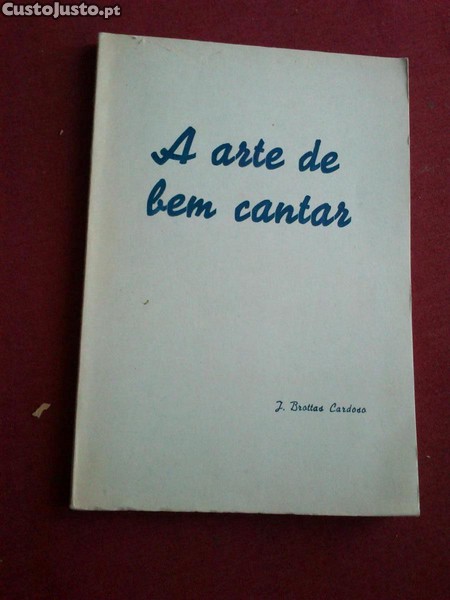 CustoJusto.pt
A arte de
bem cantar
J. Brottas Cardoso